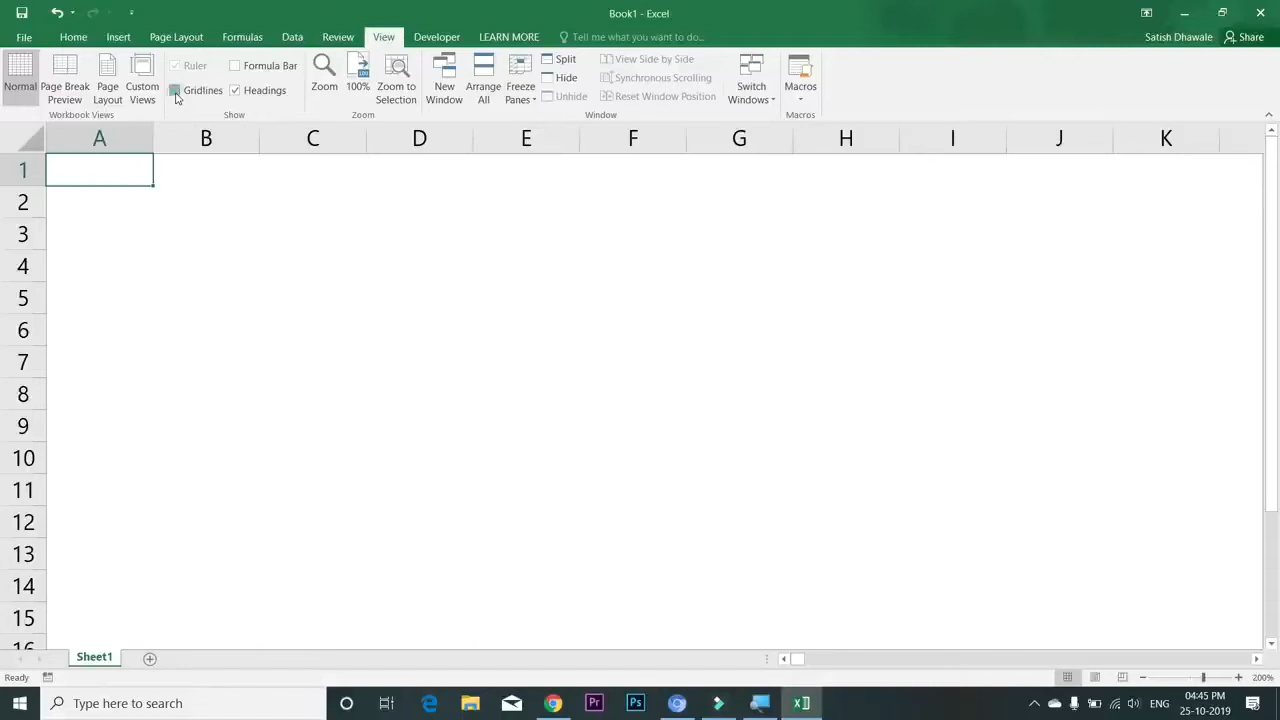 Book1 - Excel
File Home Insert Page Layout Formulas Data Review View Developer LEARN MORE Tell me what you want to do... Satish Dhawale Share
Normal Page Break Preview Page Layout Custom Views
Workbook Views
Ruler Formula Bar
Gridlines Headings
Show
Zoom 100% Zoom to Selection
Zoom
New Window Arrange All Freeze Panes
Split
Hide
Unhide
View Side by Side
Synchronous Scrolling
Reset Window Position
Window
Switch Windows
Macros
Macros
A B C D E F G H I J K
1
2
3
4
5
6
7
8
9
10
11
12
13
14
15
16
Sheet1
Ready 200%
Type here to search ENG 04:45 PM
25-10-2019